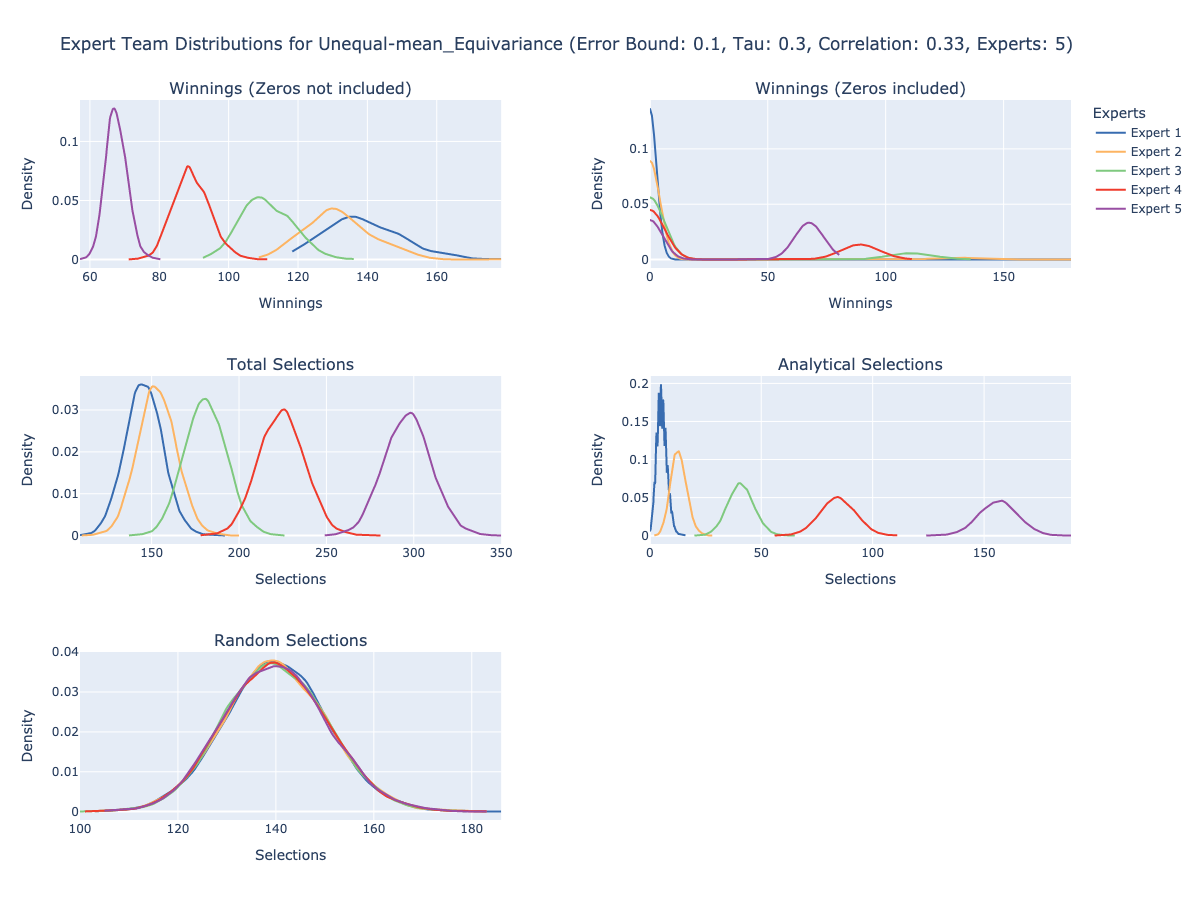 Expert Team Distributions for Unequal-mean_Equivariance (Error Bound: 0.1, Tau: 0.3, Correlation: 0.33, Experts: 5)
Winnings (Zeros not included)
Density
0.1
0.05
0
60 80 100 120 140 160
Winnings
Winnings (Zeros included)
Density
0.1
0.05
0
0 50 100 150
Winnings
Experts
Expert 1
Expert 2
Expert 3
Expert 4
Expert 5
Total Selections
Density
0.03
0.02
0.01
0
150 200 250 300 350
Selections
Analytical Selections
Density
0.2
0.15
0.1
0.05
0
0 50 100 150
Selections
Random Selections
Density
0.04
0.03
0.02
0.01
0
100 120 140 160 180
Selections